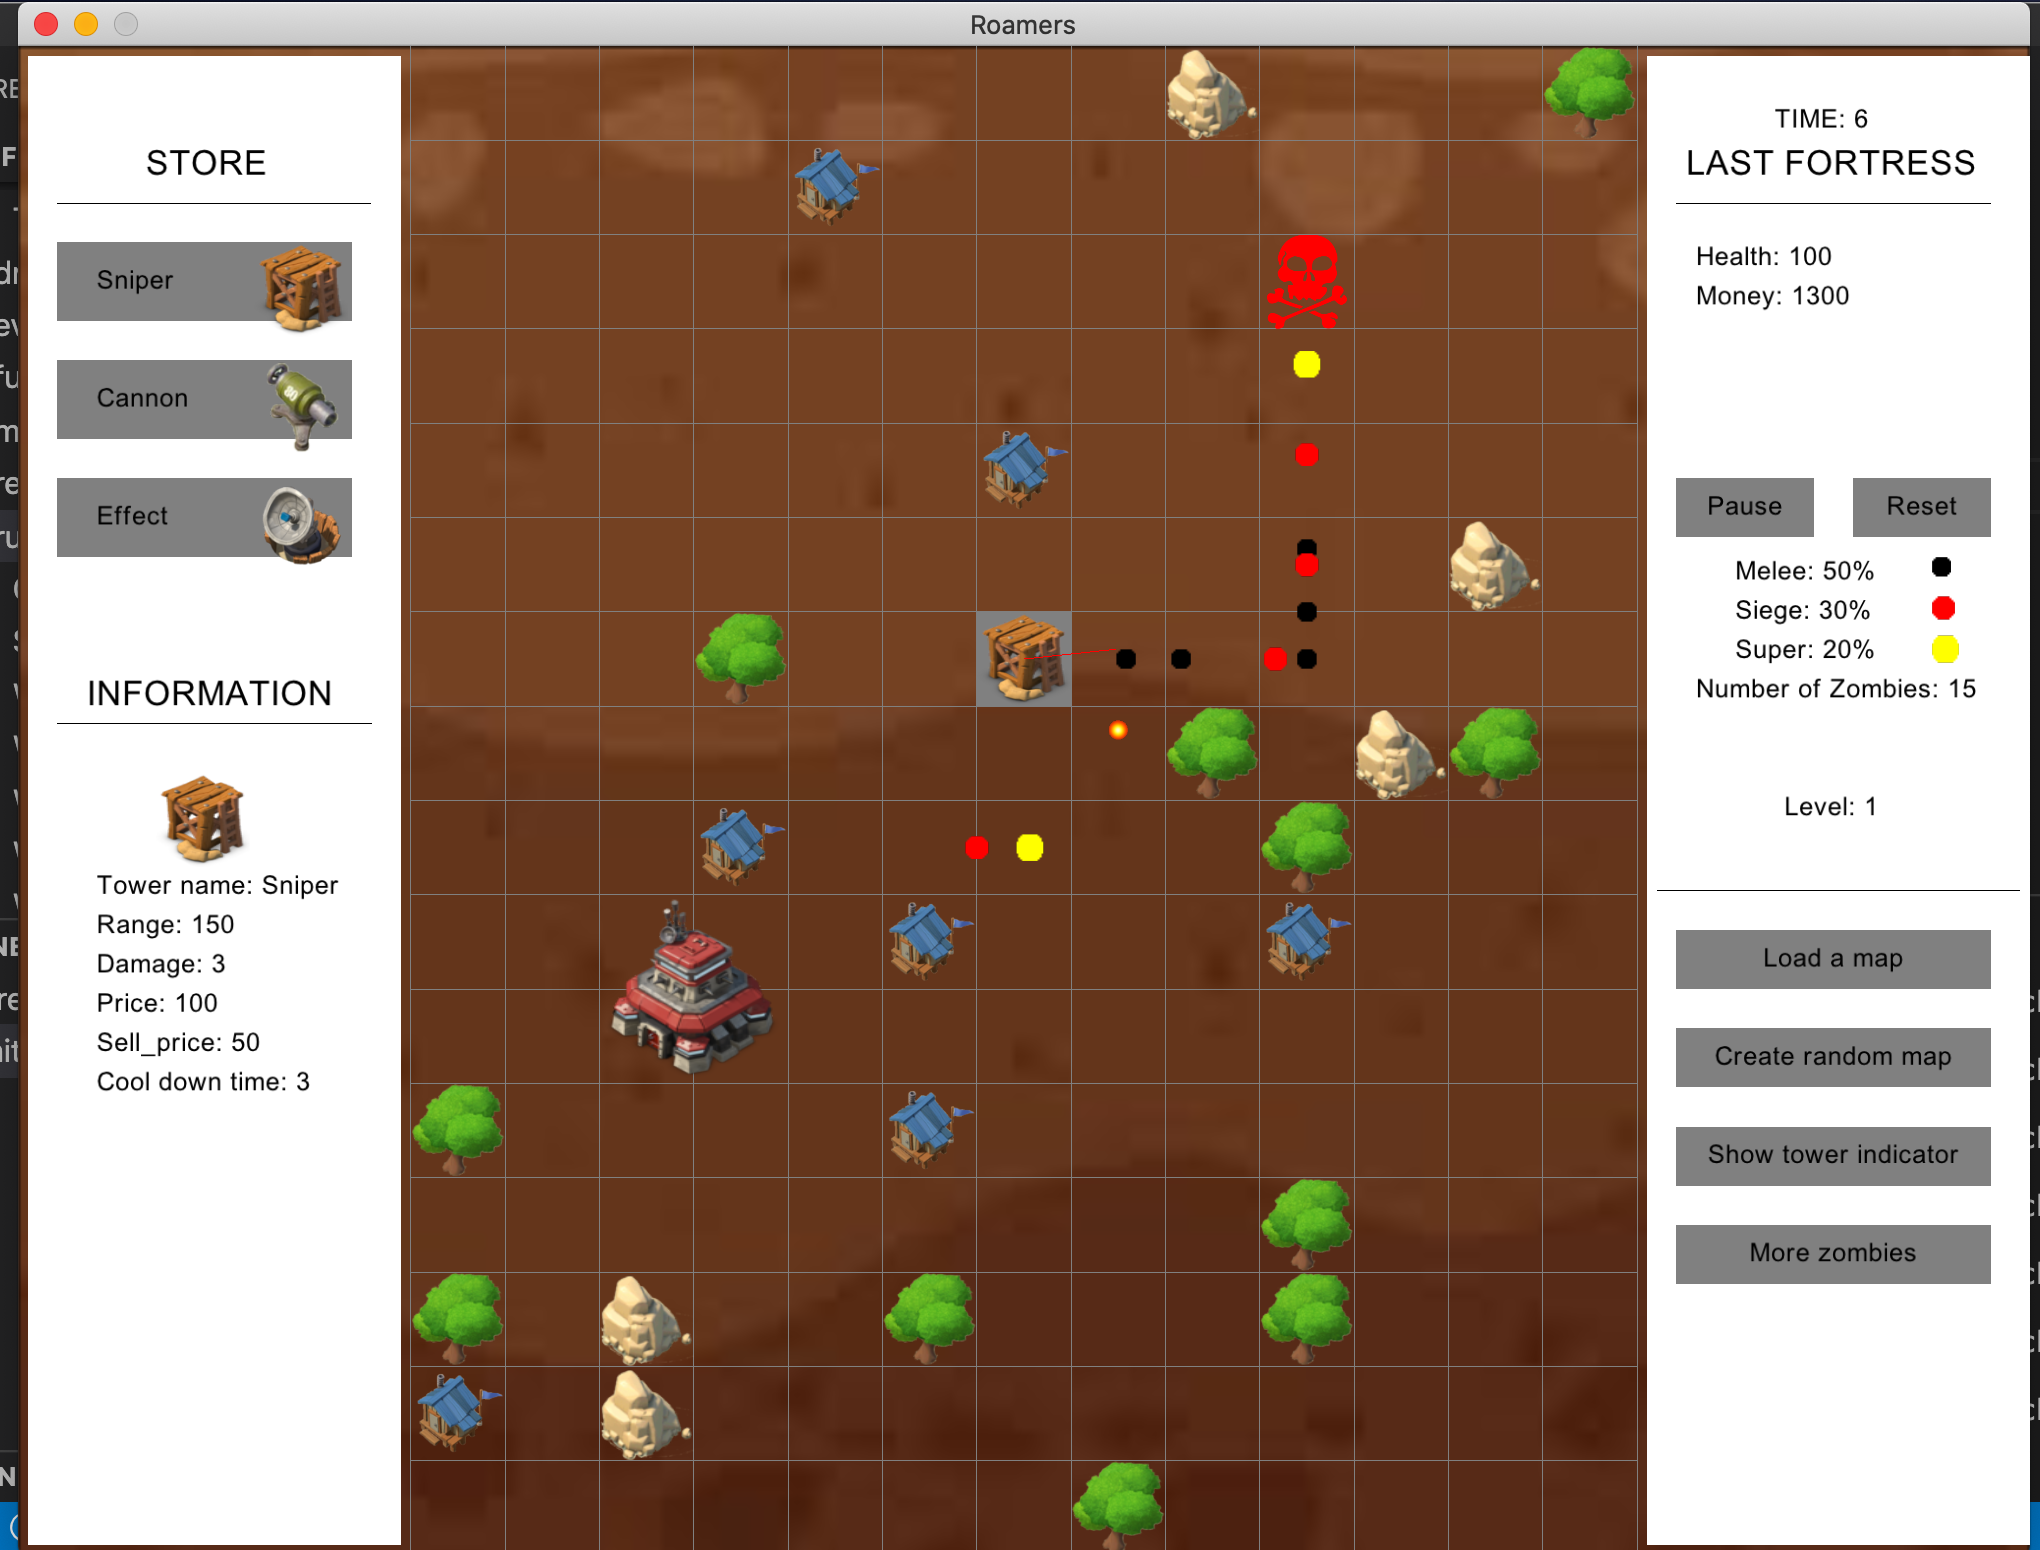 Roamers
STORE
Sniper
Cannon
80
Effect
INFORMATION
Tower name: Sniper
Range: 150
Damage: 3
Price: 100
Sell_price: 50
Cool down time: 3
TIME: 6
LAST FORTRESS
Health: 100
Money: 1300
Pause
Reset
Melee: 50%
Siege: 30%
Super: 20%
Number of Zombies: 15
Level: 1
Load a map
Create random map
Show tower indicator
More zombies